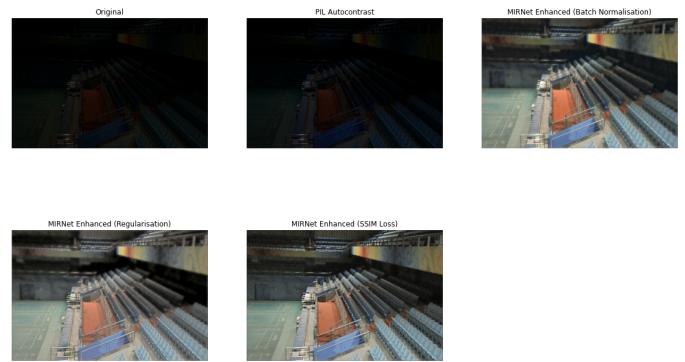 Original
PIL Autocontrast
MIRNet Enhanced (Batch Normalisation)
MIRNet Enhanced (Regularisation)
MIRNet Enhanced (SSIM Loss)